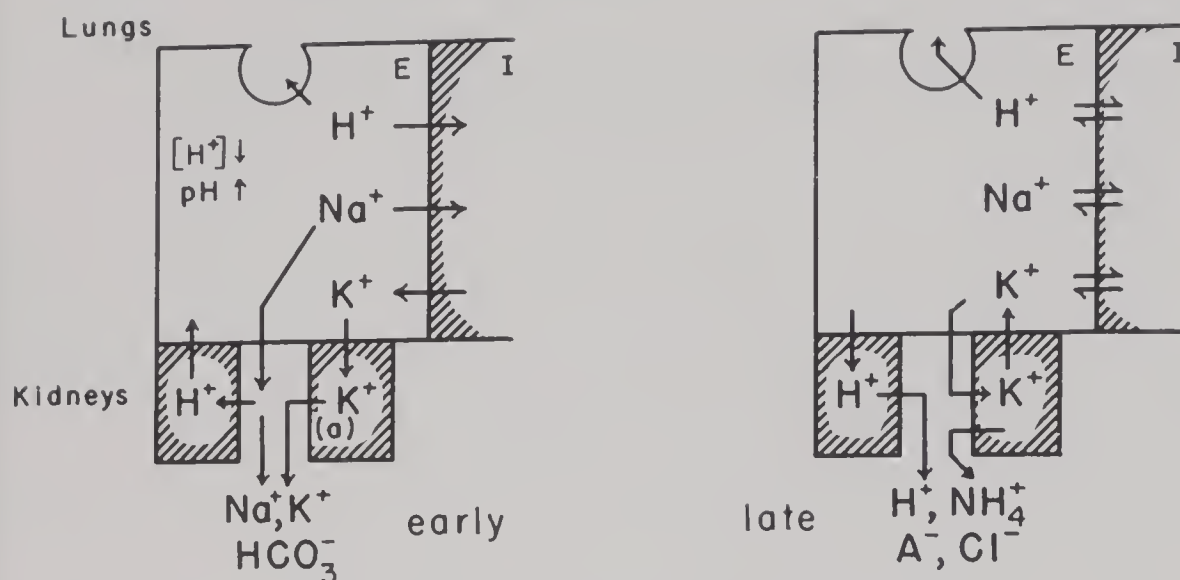 Lungs
E
I
H⁺
[H⁺]↓
pH ↑
Na⁺
K⁺
Kidneys
H⁺
K⁺
(a)
Na⁺, K⁺
HCO₃⁻
early
E
I
H⁺
Na⁺
K⁺
H⁺
K⁺
late
H⁺, NH₄⁺
A⁻, Cl⁻